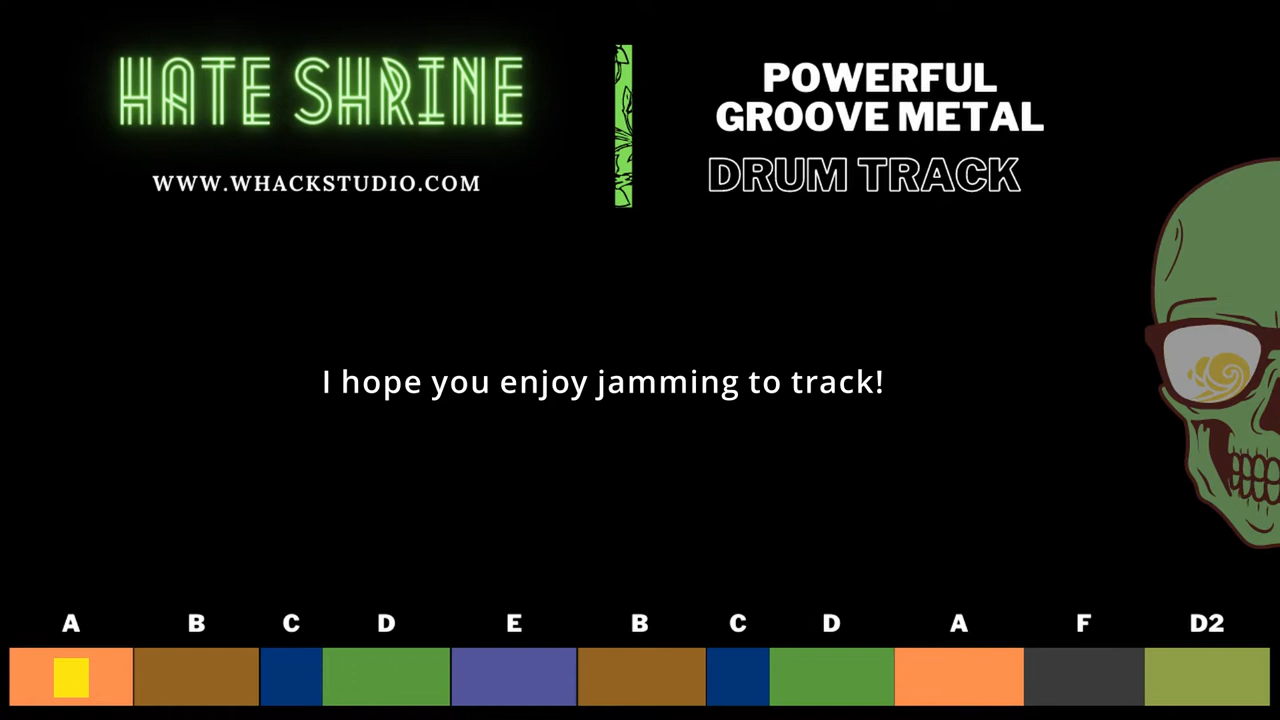 HATE SHRINE
WWW.WHACKSTUDIO.COM
POWERFUL
GROOVE METAL
DRUM TRACK
I hope you enjoy jamming to track!
A B C D E B C D A F D2